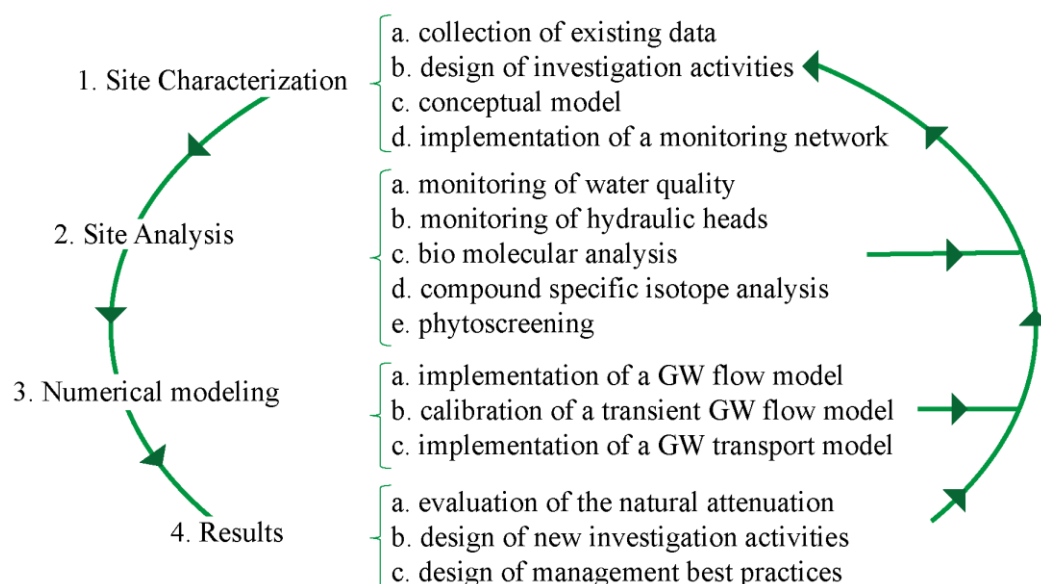 1. Site Characterization
a. collection of existing data
b. design of investigation activities
c. conceptual model
d. implementation of a monitoring network
2. Site Analysis
a. monitoring of water quality
b. monitoring of hydraulic heads
c. bio molecular analysis
d. compound specific isotope analysis
e. phytoscreening
3. Numerical modeling
a. implementation of a GW flow model
b. calibration of a transient GW flow model
c. implementation of a GW transport model
4. Results
a. evaluation of the natural attenuation
b. design of new investigation activities
c. design of management best practices